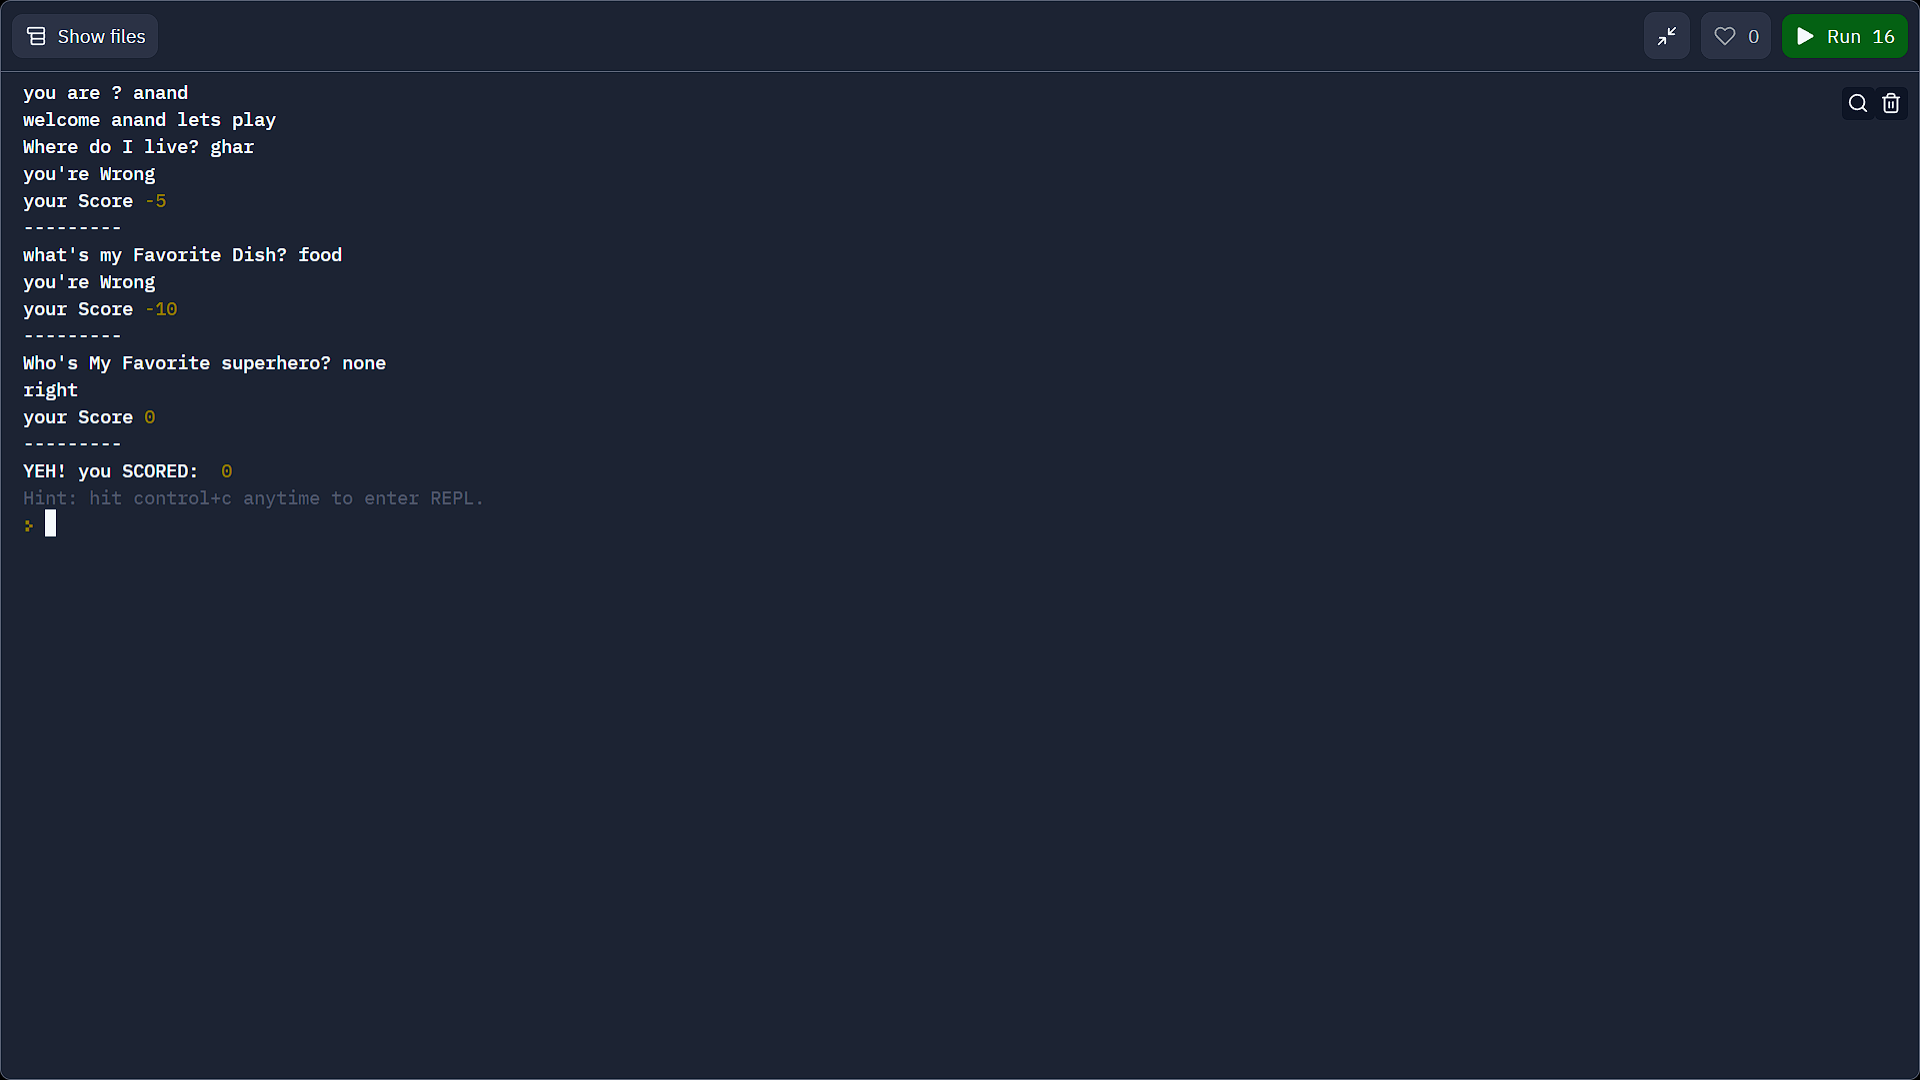 Show files
0
Run 16
you are ? anand
welcome anand lets play
Where do I live? ghar
you're Wrong
your Score -5
---------
what's my Favorite Dish? food
you're Wrong
your Score -10
---------
Who's My Favorite superhero? none
right
your Score 0
---------
YEH! you SCORED:  0
Hint: hit control+c anytime to enter REPL.
>